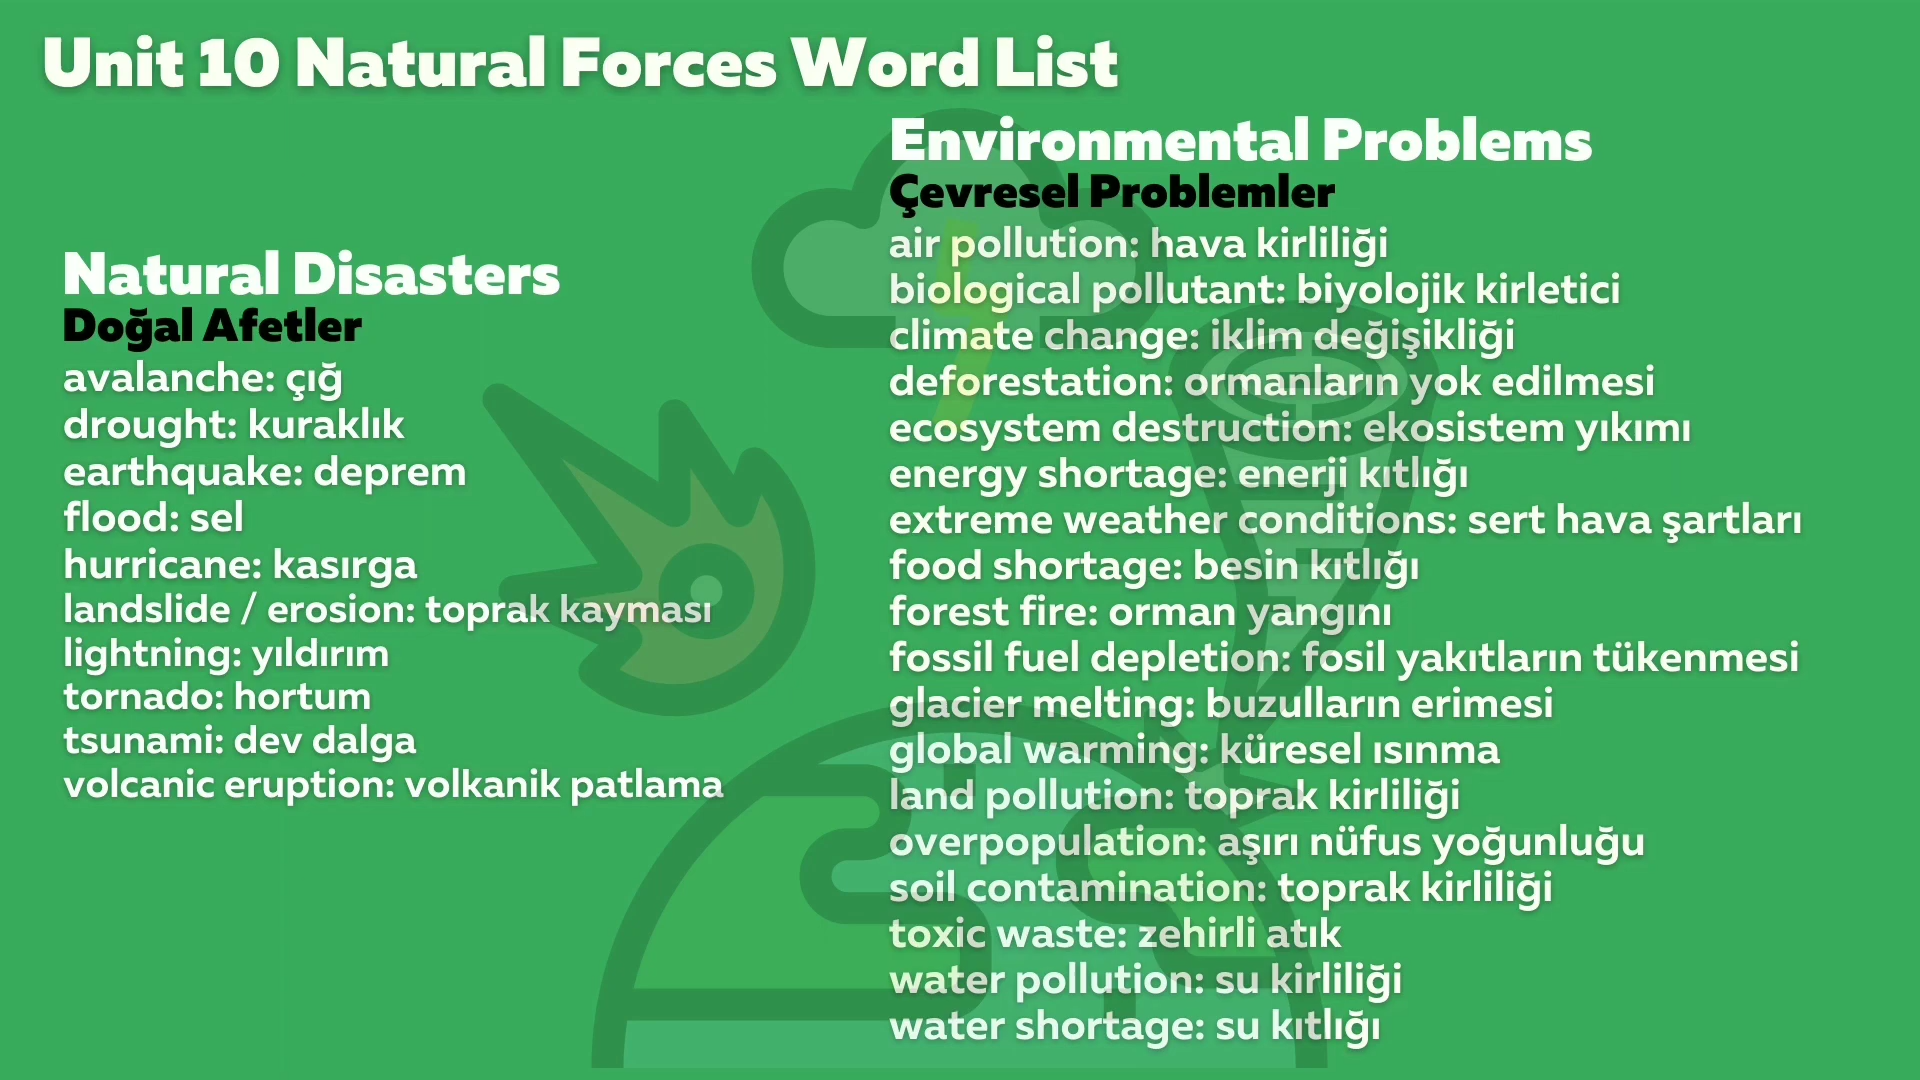 Unit 10 Natural Forces Word List
Natural Disasters
Doğal Afetler
avalanche: çığ
drought: kuraklık
earthquake: deprem
flood: sel
hurricane: kasırga
landslide / erosion: toprak kayması
lightning: yıldırım
tornado: hortum
tsunami: dev dalga
volcanic eruption: volkanik patlama
Environmental Problems
Çevresel Problemler
air pollution: hava kirliliği
biological pollutant: biyolojik kirletici
climate change: iklim değişikliği
deforestation: ormanların yok edilmesi
ecosystem destruction: ekosistem yıkımı
energy shortage: enerji kıtlığı
extreme weather conditions: sert hava şartları
food shortage: besin kıtlığı
forest fire: orman yangını
fossil fuel depletion: fosil yakıtların tükenmesi
glacier melting: buzulların erimesi
global warming: küresel ısınma
land pollution: toprak kirliliği
overpopulation: aşırı nüfus yoğunluğu
soil contamination: toprak kirliliği
toxic waste: zehirli atık
water pollution: su kirliliği
water shortage: su kıtlığı